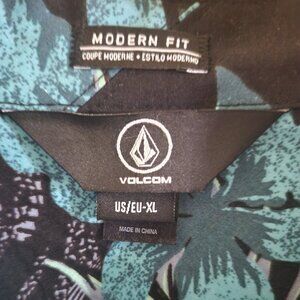 MODERN FIT
COUPE MODERNE • ESTILO MODERNO
VOLCOM
US/EU-XL
MADE IN CHINA